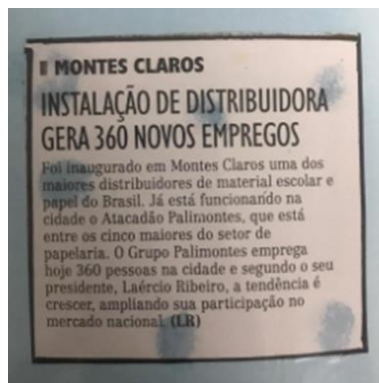 MONTES CLAROS
INSTALAÇÃO DE DISTRIBUIDORA
GERA 360 NOVOS EMPREGOS
Foi inaugurado em Montes Claros uma dos
maiores distribuidores de material escolar e
papel do Brasil. Já está funcionando na
cidade o Atacadão Palimontes, que está
entre os cinco maiores do setor de
papelaria. O Grupo Palimontes emprega
hoje 360 pessoas na cidade e segundo o seu
presidente, Laércio Ribeiro, a tendência é
crescer, ampliando sua participação no
mercado nacional. (LR)